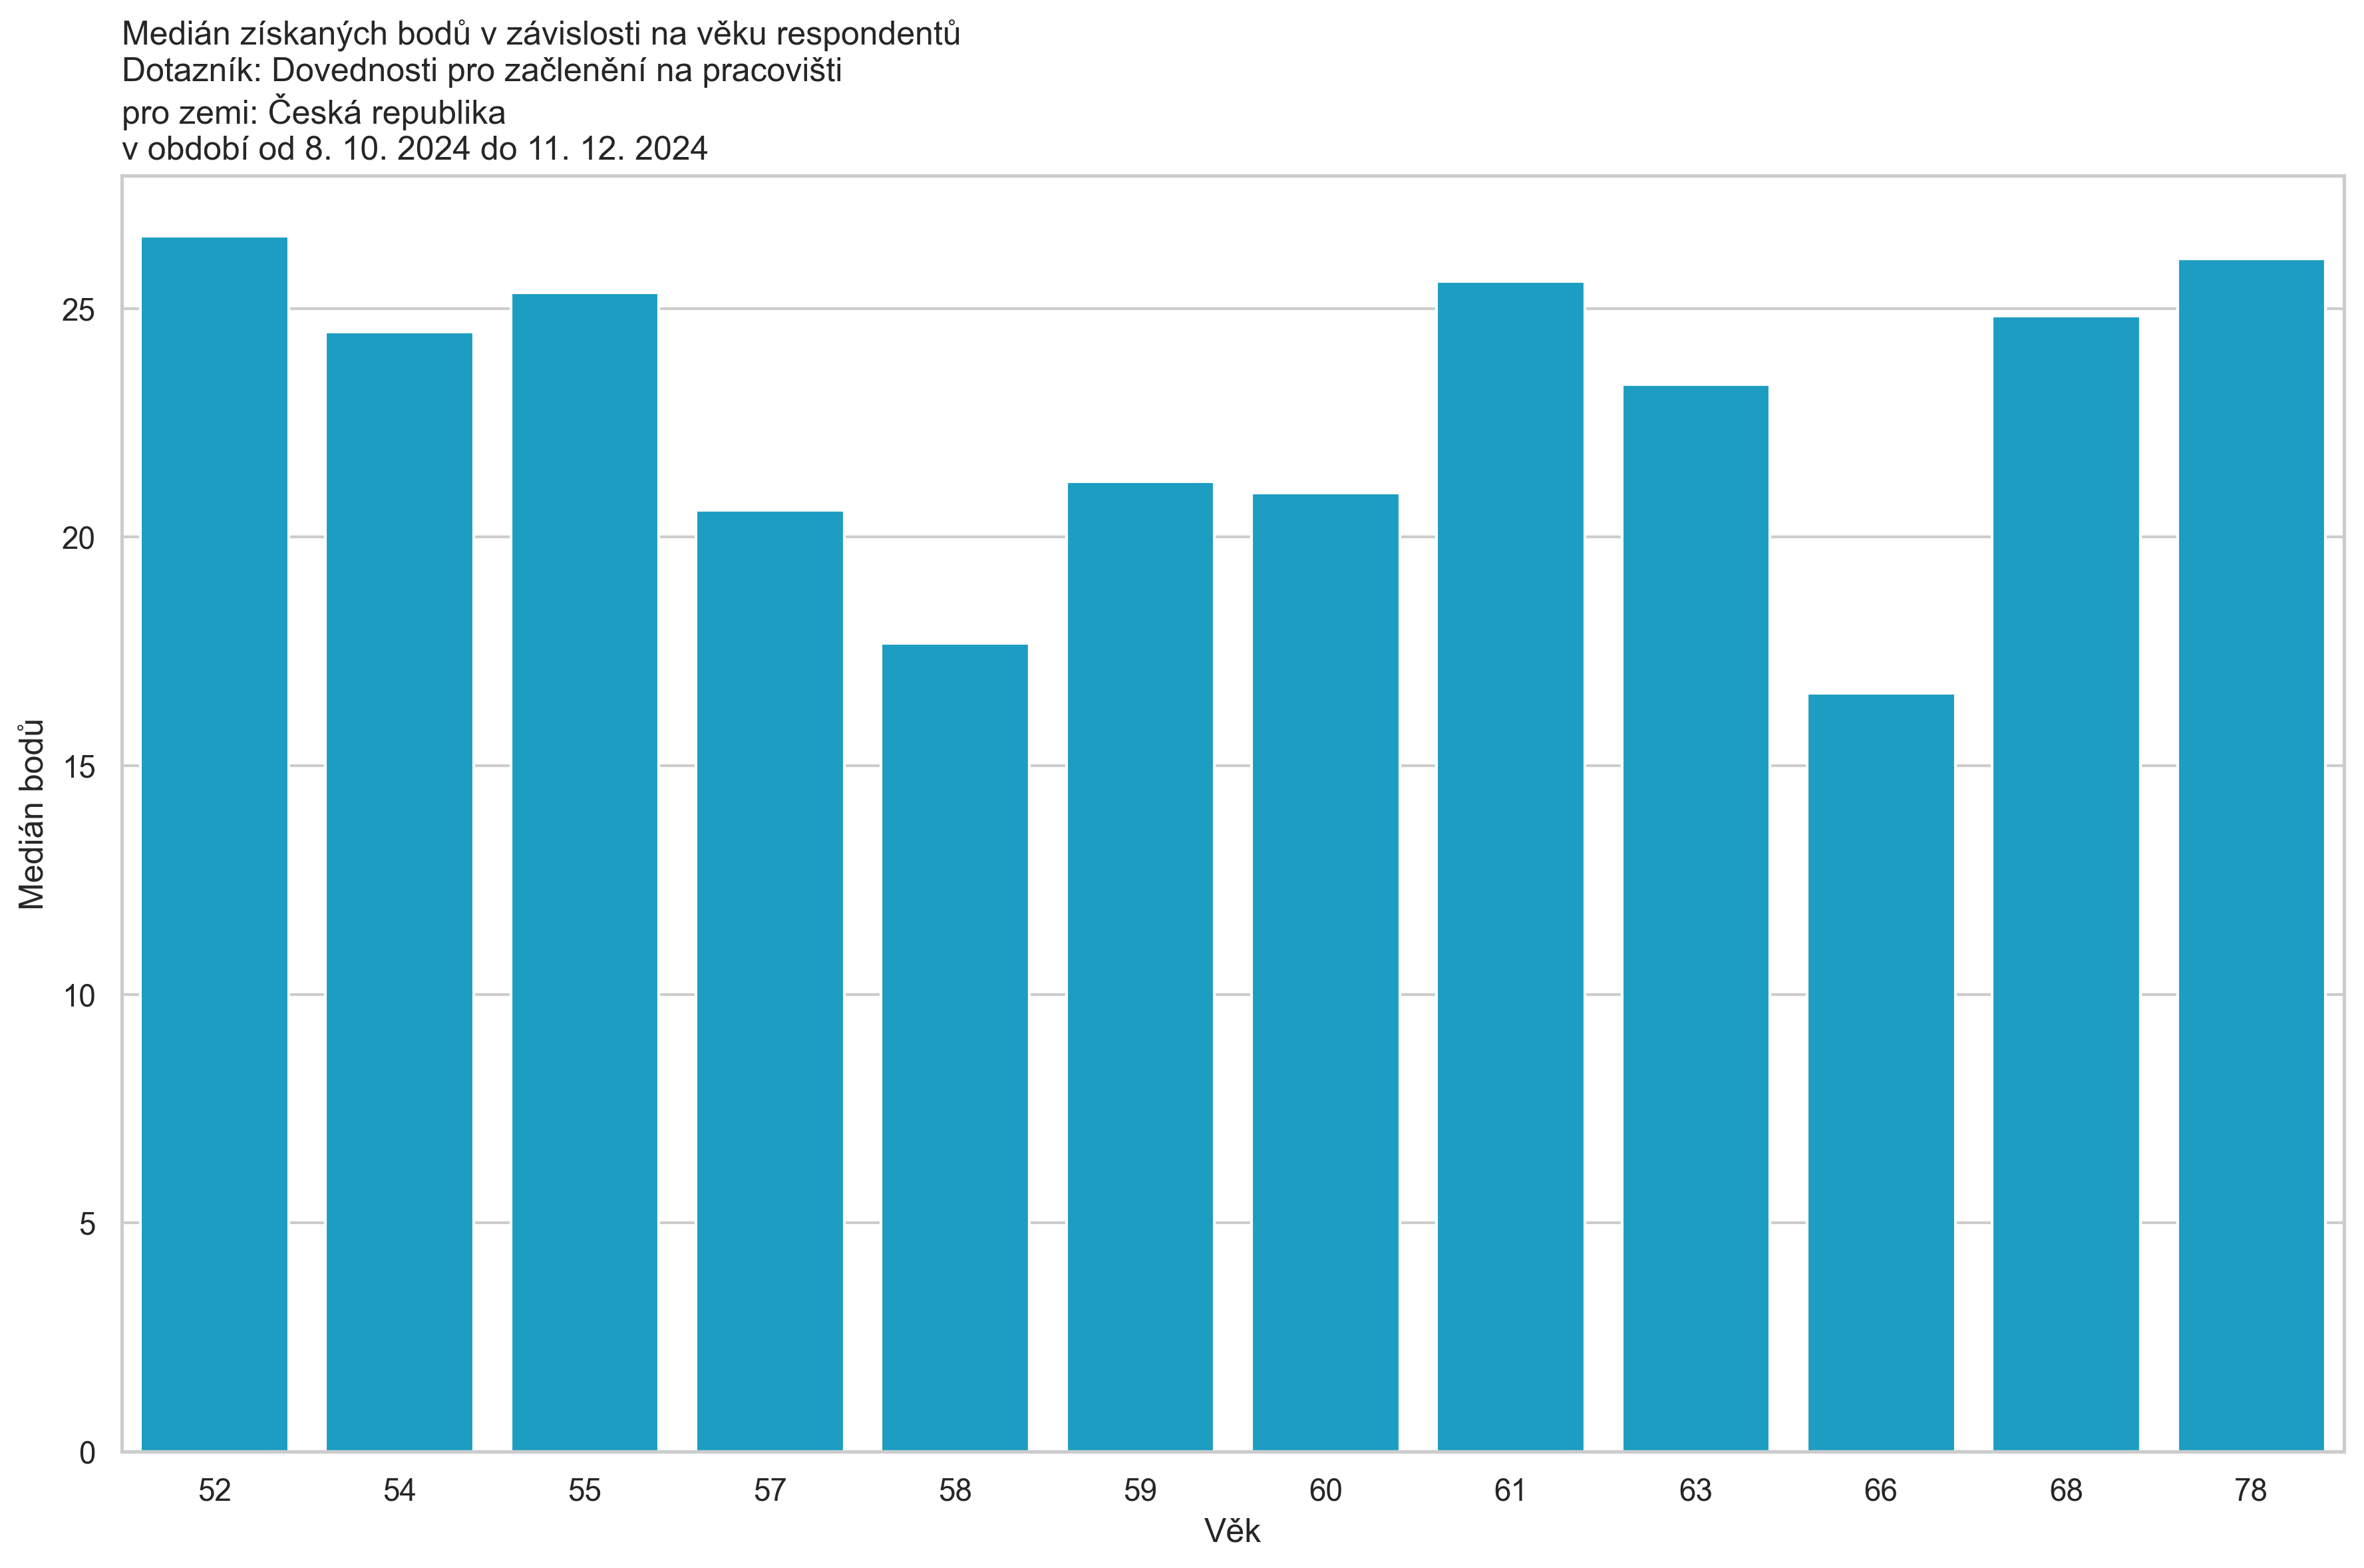 Medián získaných bodů v závislosti na věku respondentů
Dotazník: Dovednosti pro začlenění na pracovišti
pro zemi: Česká republika
v období od 8. 10. 2024 do 11. 12. 2024
Medián bodů
25
20
15
10
5
0
52 54 55 57 58 59 60 61 63 66 68 78
Věk